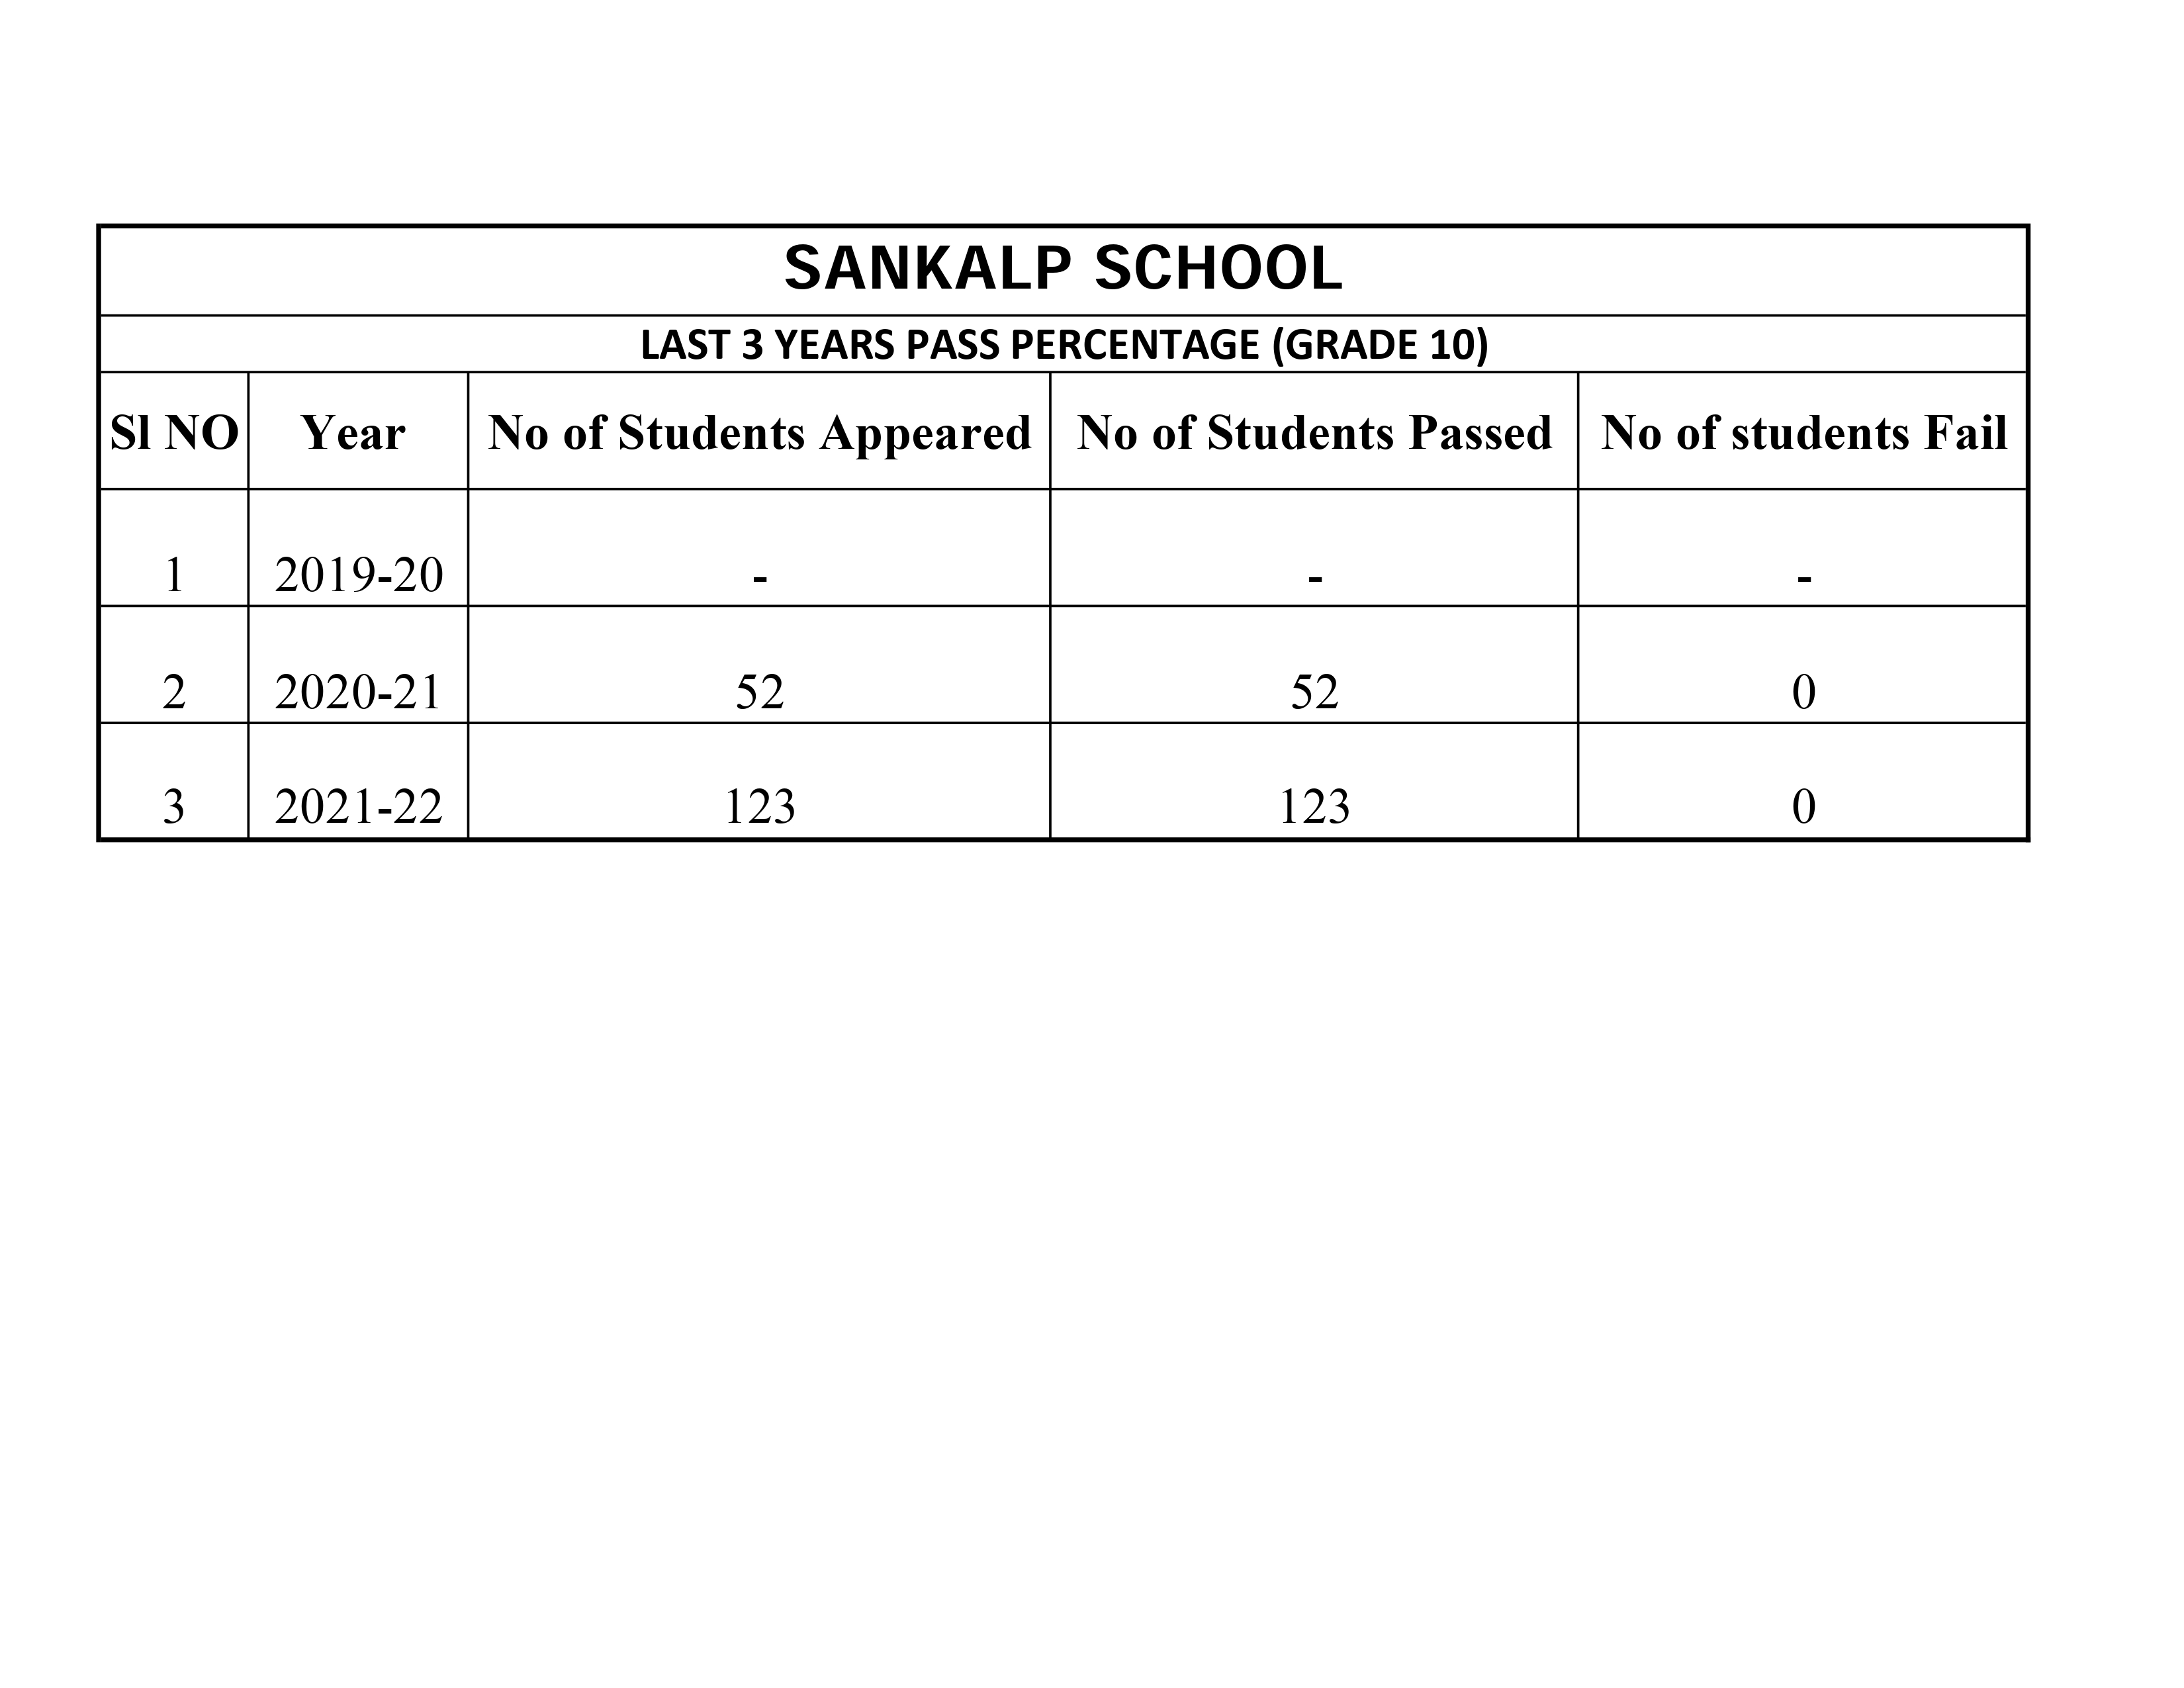 SANKALP SCHOOL
LAST 3 YEARS PASS PERCENTAGE (GRADE 10)
Sl NO Year No of Students Appeared No of Students Passed No of students Fail
1 2019-20 - - -
2 2020-21 52 52 0
3 2021-22 123 123 0